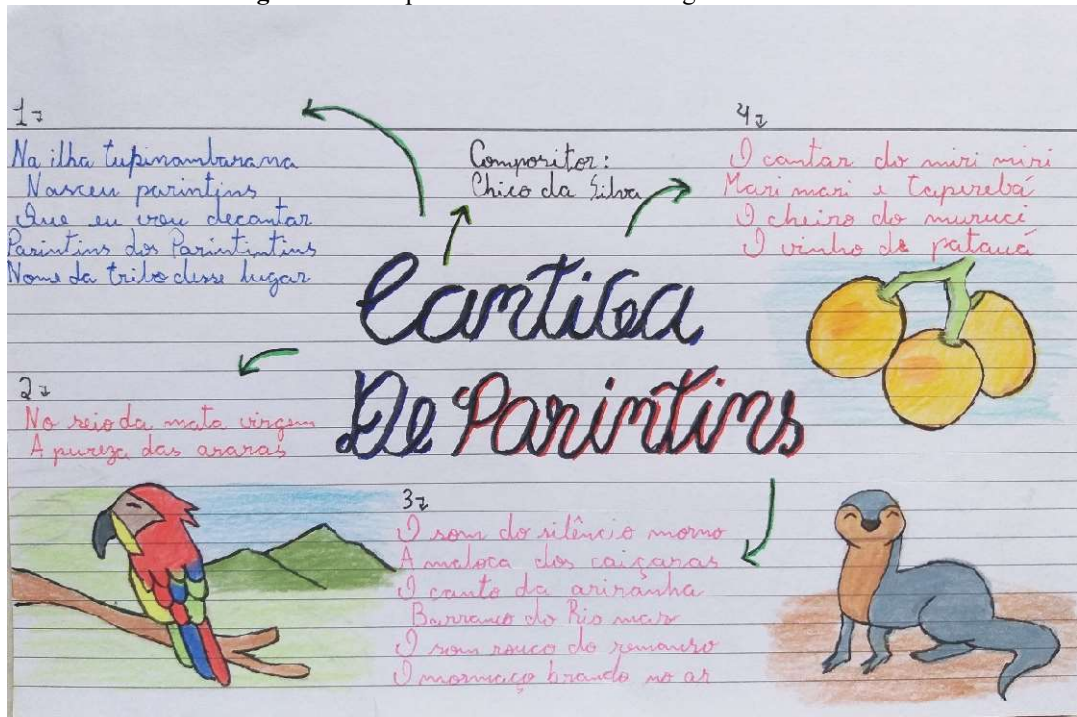 1
Na ilha tupinambarana
Nasceu parintins
Que eu vou decantar
Parintins dos Parintintins
Nome da tribo desse lugar
Compositor:
Chico da Silva
4
O cantar do miri miri
Mari mari e Taperebá
O cheiro do muruci
O vinho de patauá
Cantiga
De Parintins
2
No seio da mata virgem
A pureza das araras
3
O som do silêncio morno
A maloca dos caiçaras
O canto da ariranha
Barranco do Rio mar
O som rouco do remanso
O mormaço brando no ar